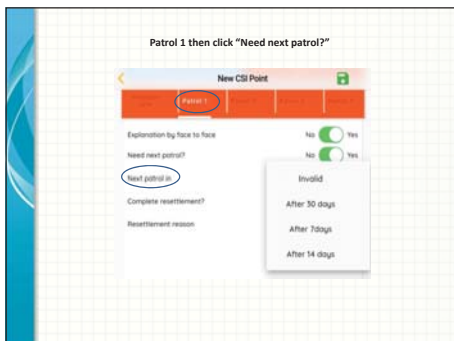 Patrol 1 then click “Need next patrol?”
New CSI Point
Patrol 1
Explanation by face to face No Yes
Need next patrol? No Yes
Next patrol in
Invalid
Complete resettlement?
After 30 days
Resettlement reason
After 7days
After 14 days